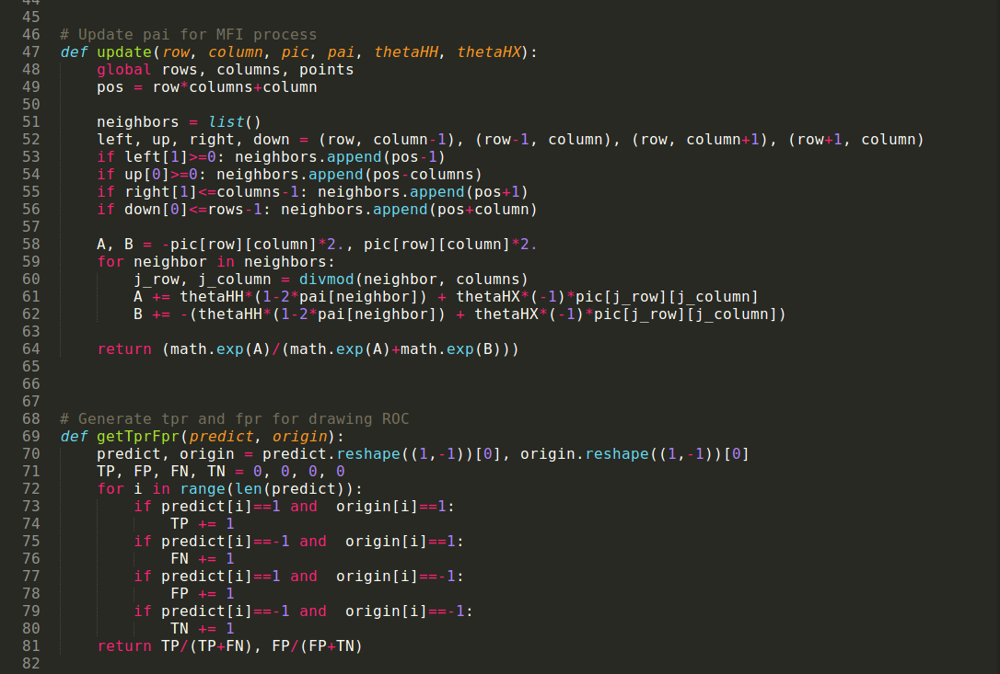 44
45
46 # Update pai for MFI process
47 def update(row, column, pic, pai, thetaHH, thetaHX):
48     global rows, columns, points
49     pos = row*columns+column
50
51     neighbors = list()
52     left, up, right, down = (row, column-1), (row-1, column), (row, column+1), (row+1, column)
53     if left[1]>=0: neighbors.append(pos-1)
54     if up[0]>=0: neighbors.append(pos-columns)
55     if right[1]<=columns-1: neighbors.append(pos+1)
56     if down[0]<=rows-1: neighbors.append(pos+column)
57
58     A, B = -pic[row][column]*2., pic[row][column]*2.
59     for neighbor in neighbors:
60         j_row, j_column = divmod(neighbor, columns)
61         A += thetaHH*(1-2*pai[neighbor]) + thetaHX*(-1)*pic[j_row][j_column]
62         B += -(thetaHH*(1-2*pai[neighbor]) + thetaHX*(-1)*pic[j_row][j_column])
63
64     return (math.exp(A)/(math.exp(A)+math.exp(B)))
65
66
67
68 # Generate tpr and fpr for drawing ROC
69 def getTprFpr(predict, origin):
70     predict, origin = predict.reshape((1,-1))[0], origin.reshape((1,-1))[0]
71     TP, FP, FN, TN = 0, 0, 0, 0
72     for i in range(len(predict)):
73         if predict[i]==1 and  origin[i]==1:
74             TP += 1
75         if predict[i]==-1 and  origin[i]==1:
76             FN += 1
77         if predict[i]==1 and  origin[i]==-1:
78             FP += 1
79         if predict[i]==-1 and  origin[i]==-1:
80             TN += 1
81     return TP/(TP+FN), FP/(FP+TN)
82